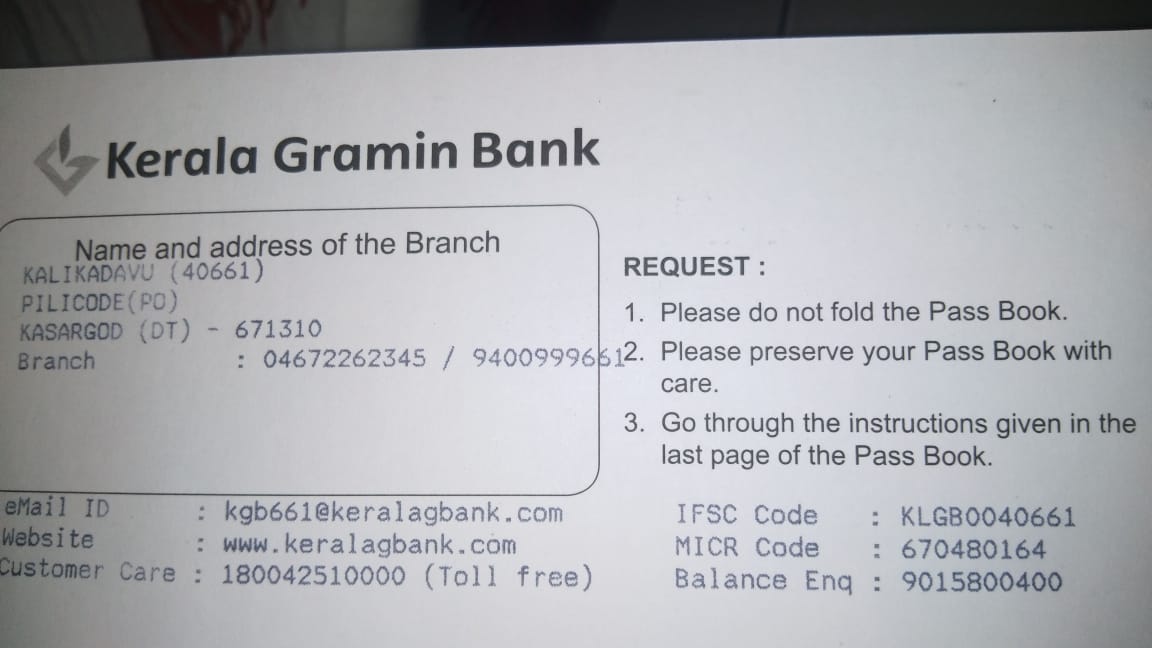 Kerala Gramin Bank
Name and address of the Branch
KALIKADAVU (40661)
PILICODE(PO)
KASARGOD (DT) - 671310
Branch : 04672262345 / 9400999661
REQUEST :
1. Please do not fold the Pass Book.
2. Please preserve your Pass Book with
care.
3. Go through the instructions given in the
last page of the Pass Book.
eMail ID : kgb661@keralagbank.com
Website : www.keralagbank.com
Customer Care : 180042510000 (Toll free)
IFSC Code : KLGB0040661
MICR Code : 670480164
Balance Enq : 9015800400